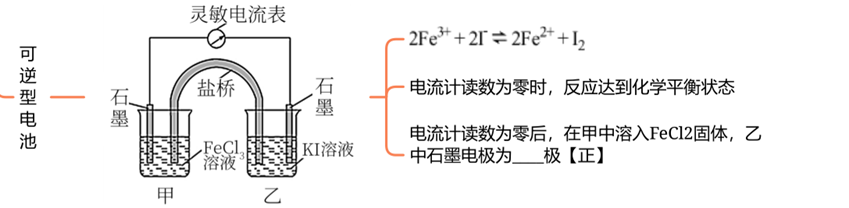 可逆型电池
灵敏电流表
盐桥
石墨
石墨
FeCl₃
溶液
KI溶液
甲
乙
2Fe³⁺ + 2I⁻ ⇌ 2Fe²⁺ + I₂
电流计读数为零时，反应达到化学平衡状态
电流计读数为零后，在甲中溶入FeCl2固体，乙
中石墨电极为____极【正】